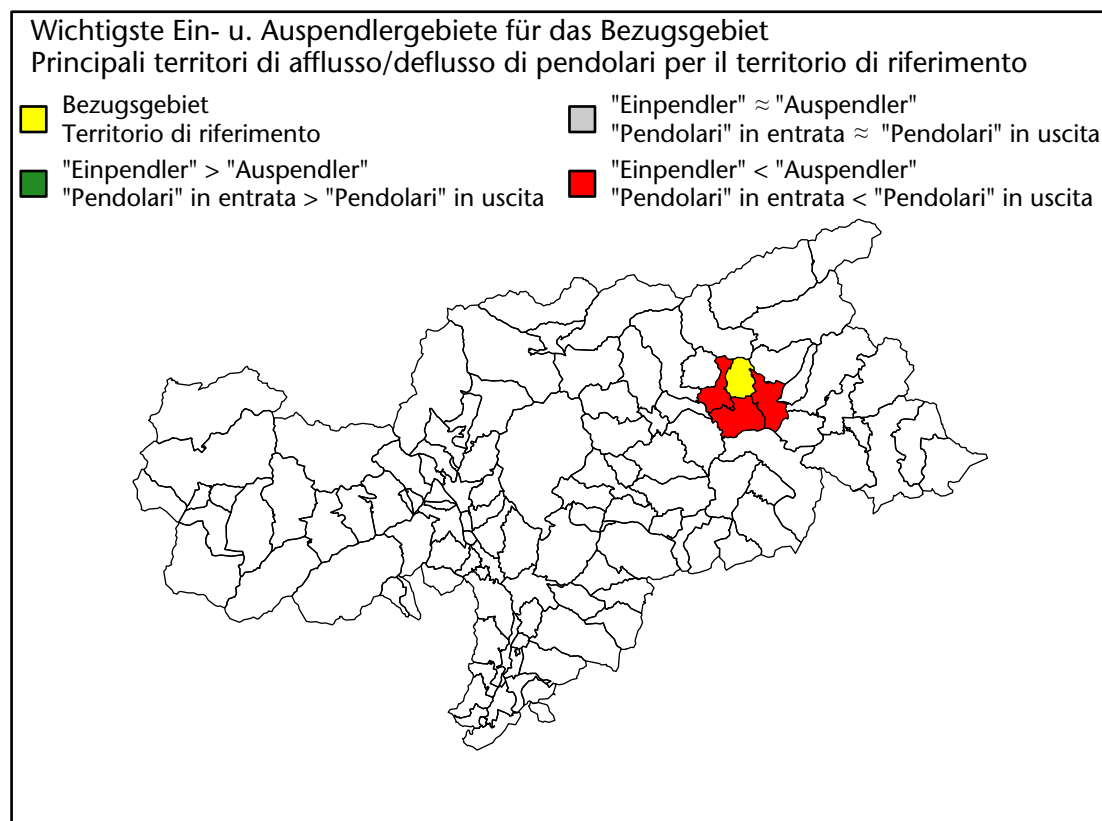 Wichtigste Ein- u. Auspendlergebiete für das Bezugsgebiet
Principali territori di afflusso/deflusso di pendolari per il territorio di riferimento
Bezugsgebiet
Territorio di riferimento
"Einpendler" > "Auspendler"
"Pendolari" in entrata > "Pendolari" in uscita
"Einpendler" ≈ "Auspendler"
"Pendolari" in entrata ≈ "Pendolari" in uscita
"Einpendler" < "Auspendler"
"Pendolari" in entrata < "Pendolari" in uscita